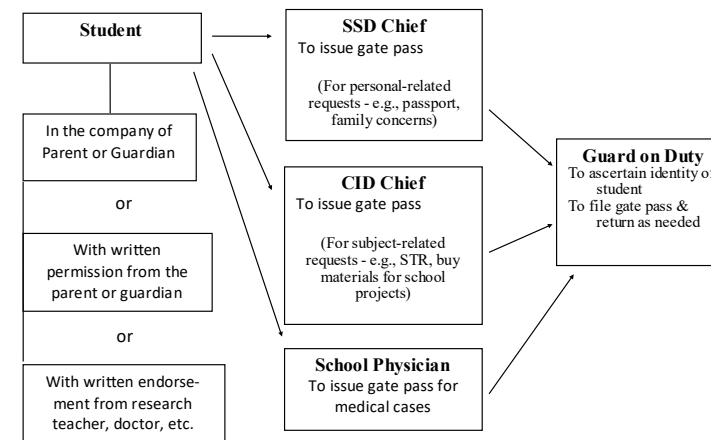 Student
In the company of
Parent or Guardian
or
With written
permission from the
parent or guardian
or
With written endorse-
ment from research
teacher, doctor, etc.
SSD Chief
To issue gate pass
(For personal-related
requests - e.g., passport,
family concerns)
CID Chief
To issue gate pass
(For subject-related
requests - e.g., STR, buy
materials for school
projects)
School Physician
To issue gate pass for
medical cases
Guard on Duty
To ascertain identity o
student
To file gate pass &
return as needed